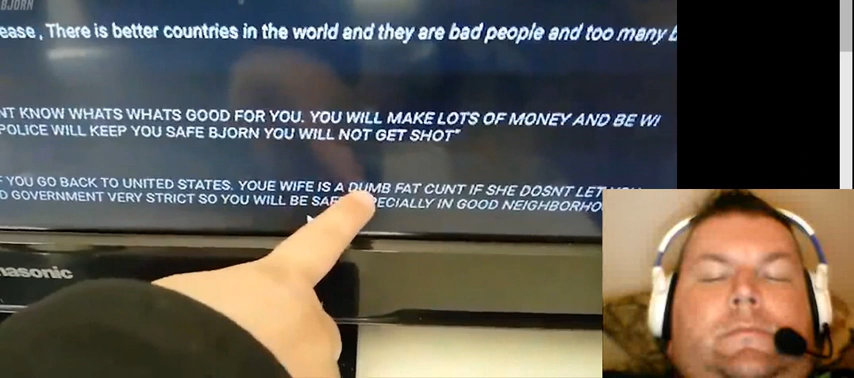 BJORN
ease , There is better countries in the world and they are bad people and too many
NT KNOW WHATS WHATS GOOD FOR YOU. YOU WILL MAKE LOTS OF MONEY AND BE WI
POLICE WILL KEEP YOU SAFE BJORN YOU WILL NOT GET SHOT"
YOU GO BACK TO UNITED STATES. YOUE WIFE IS A DUMB FAT CUNT IF SHE DOSNT LET
GOVERNMENT VERY STRICT SO YOU WILL BE SAFE ESPECIALLY IN GOOD NEIGHBORHO
nasonic